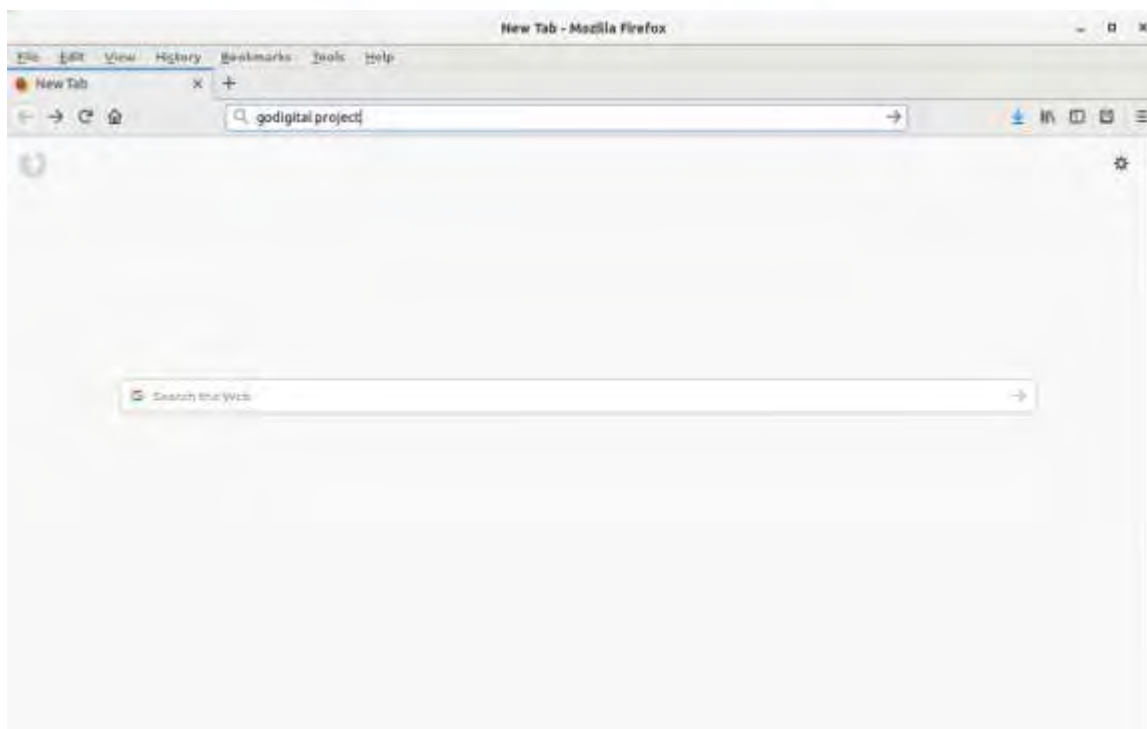 New Tab - Mozilla Firefox
File Edit View History Bookmarks Tools Help
New Tab
godigital project
Search the Web